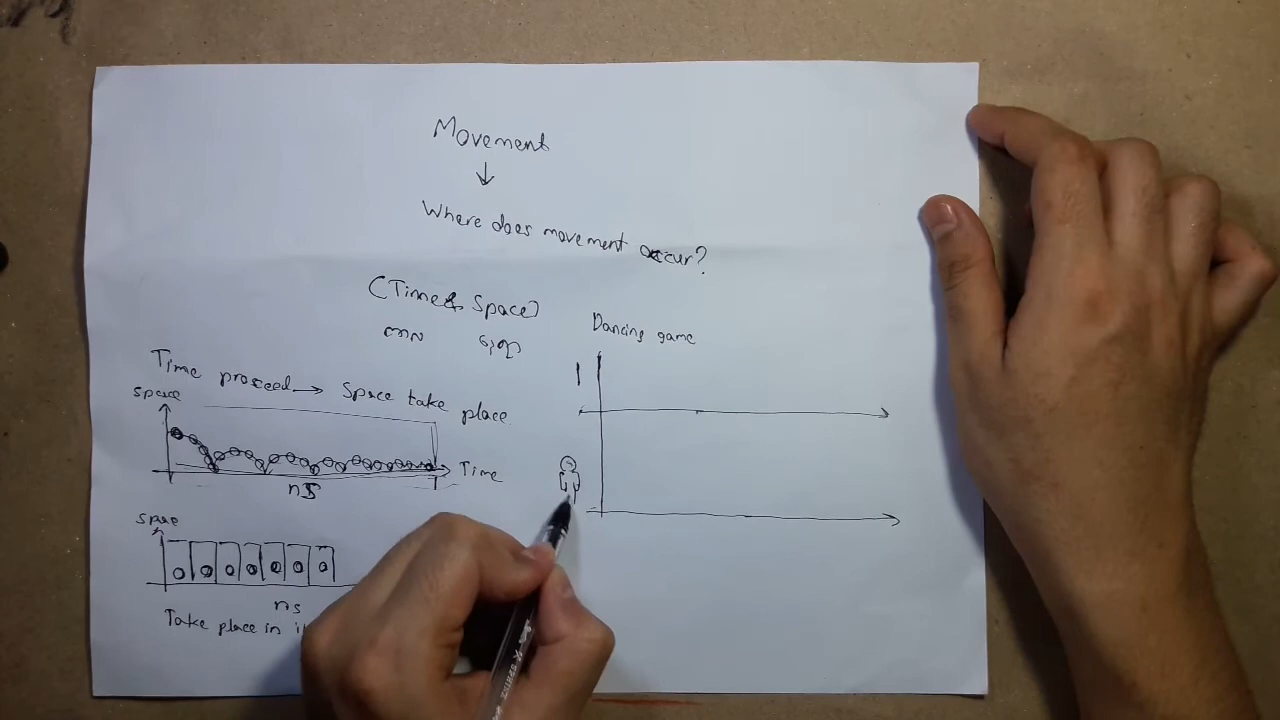 Movement
Where does movement occur?
(Time & Space)
Dancing game
Time proceed → Space take place
space
Time
ns
space
ns
Take place in